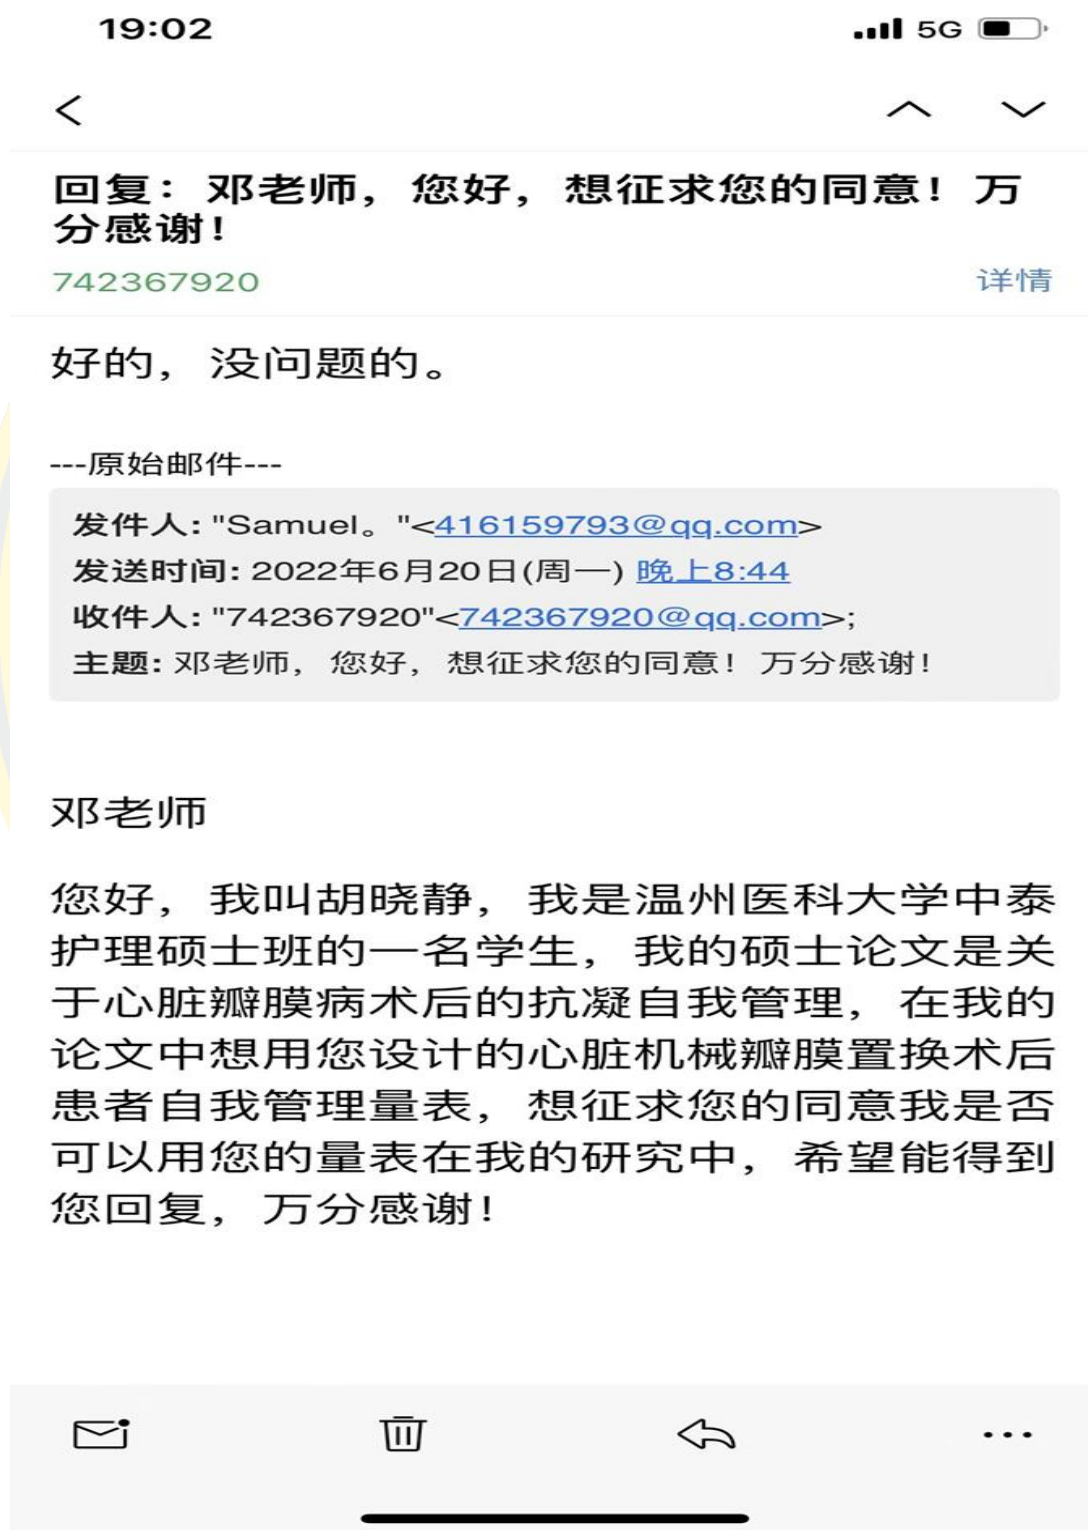 19:02
5G
回复：邓老师，您好，想征求您的同意！万
分感谢！
742367920
详情
好的，没问题的。
---原始邮件---
发件人: "Samuel。"<416159793@qq.com>
发送时间: 2022年6月20日(周一) 晚上8:44
收件人: "742367920"<742367920@qq.com>;
主题: 邓老师，您好，想征求您的同意！万分感谢！
邓老师
您好，我叫胡晓静，我是温州医科大学中泰
护理硕士班的一名学生，我的硕士论文是关
于心脏瓣膜病术后的抗凝自我管理，在我的
论文中想用您设计的心脏机械瓣膜置换术后
患者自我管理量表，想征求您的同意我是否
可以用您的量表在我的研究中，希望能得到
您回复，万分感谢！